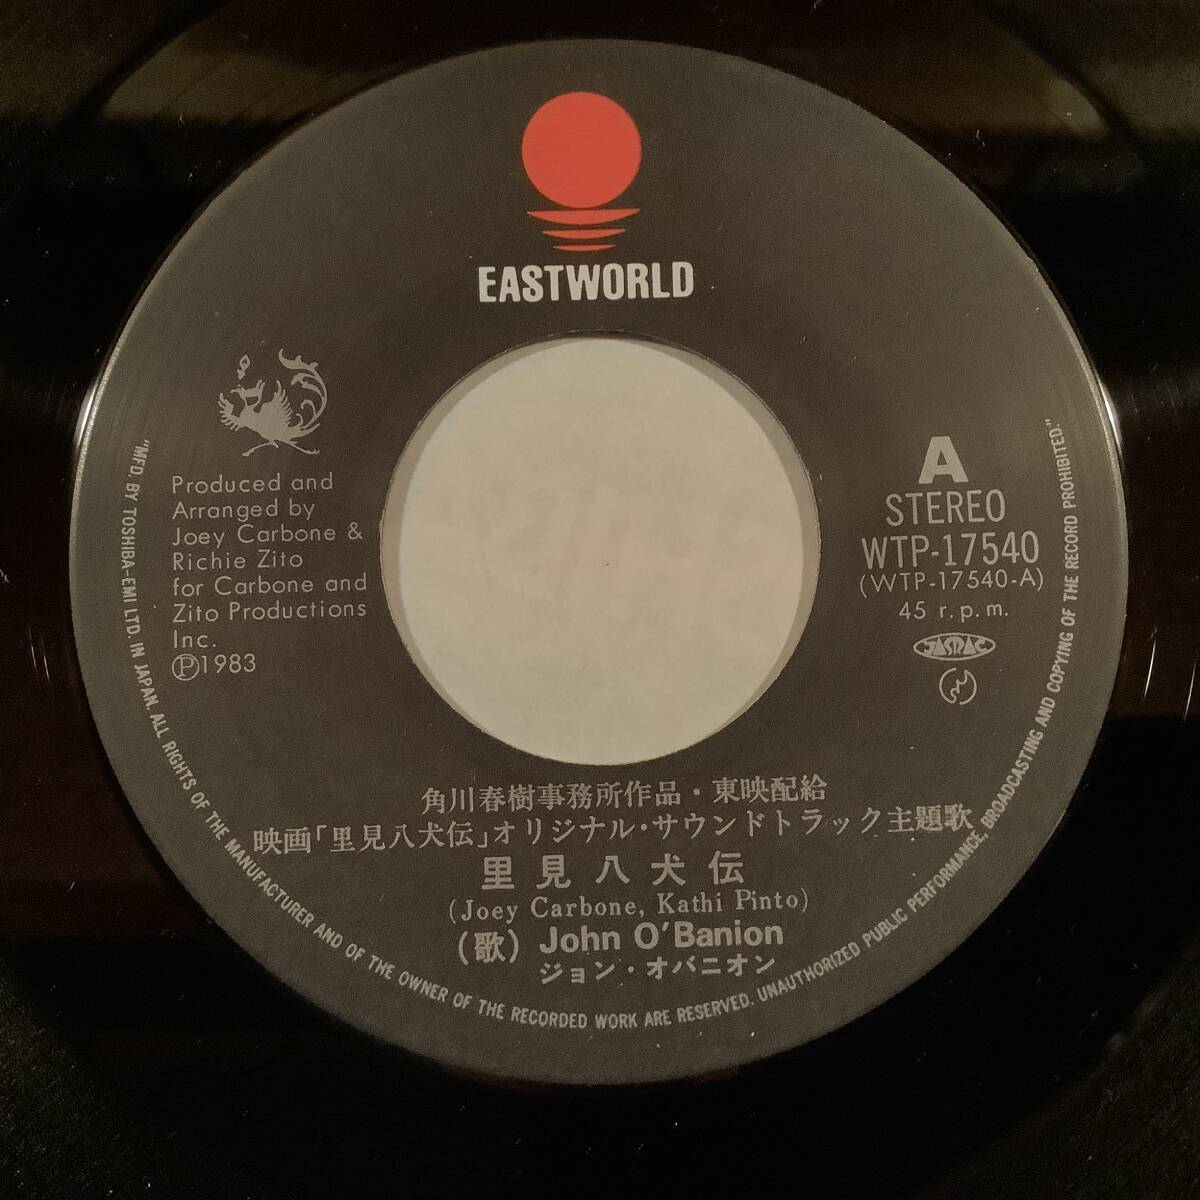 EASTWORLD
Produced and
Arranged by
Joey Carbone &
Richie Zito
for Carbone and
Zito Productions
Inc.
Ⓟ1983
A
STEREO
WTP-17540
(WTP-17540-A)
45 r.p.m.
JASRAC
角川春樹事務所作品・東映配給
映画「里見八犬伝」オリジナル・サウンドトラック主題歌
里見八犬伝
(Joey Carbone, Kathi Pinto)
(歌) John O'Banion
ジョン・オバニオン
"MFD. BY TOSHIBA-EMI LTD. IN JAPAN. ALL RIGHTS OF THE MANUFACTURER AND OF THE OWNER OF THE RECORDED WORK ARE RESERVED. UNAUTHORIZED PUBLIC PERFORMANCE, BROADCASTING AND COPYING OF THE RECORD PROHIBITED."